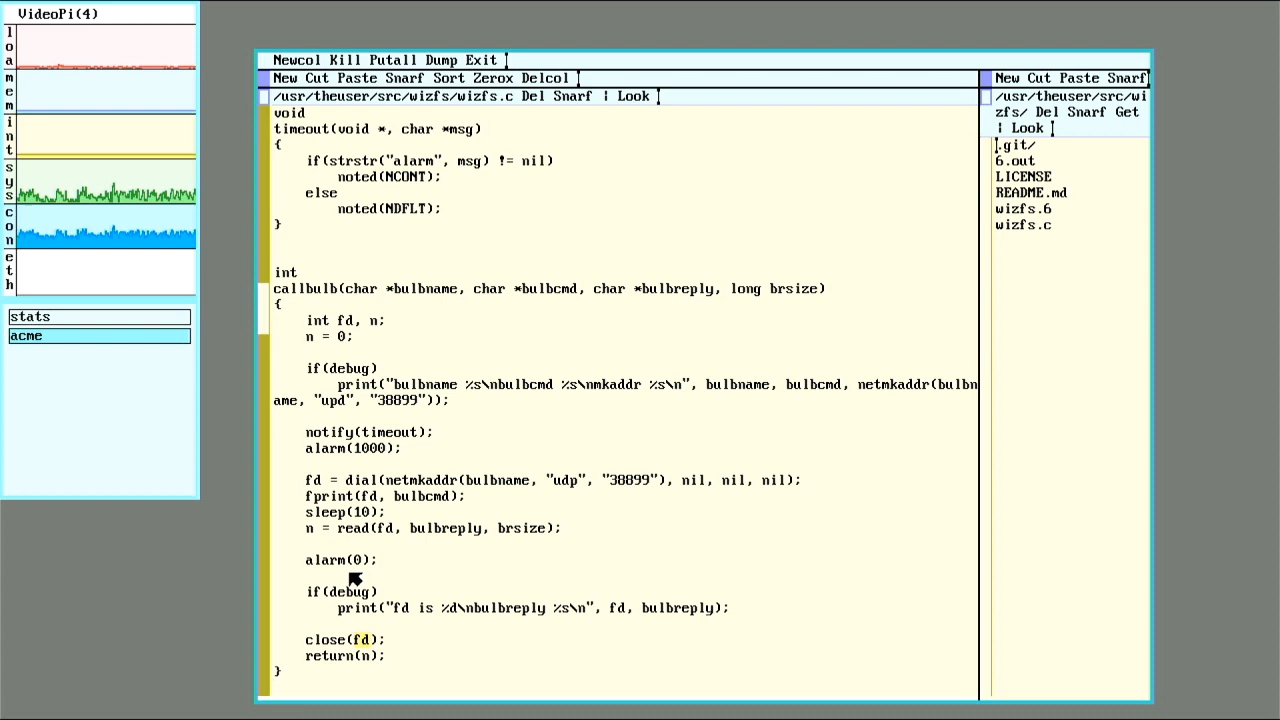 VideoPi(4)
loa
mem
int
sys
con
eth
stats
acme
Newcol Kill Putall Dump Exit
New Cut Paste Snarf Sort Zerox Delcol
/usr/theuser/src/wizfs/wizfs.c Del Snarf | Look
void
timeout(void *, char *msg)
{
    if(strstr("alarm", msg) != nil)
        noted(NCONT);
    else
        noted(NDFLT);
}
int
callbulb(char *bulbname, char *bulbcmd, char *bulbreply, long brsize)
{
    int fd, n;
    n = 0;
    if(debug)
        print("bulbname %s\nbulbcmd %s\nmkaddr %s\n", bulbname, bulbcmd, netmkaddr(bulbn
ame, "upd", "38899"));
    notify(timeout);
    alarm(1000);
    fd = dial(netmkaddr(bulbname, "udp", "38899"), nil, nil, nil);
    fprint(fd, bulbcmd);
    sleep(10);
    n = read(fd, bulbreply, brsize);
    alarm(0);
    if(debug)
        print("fd is %d\nbulbreply %s\n", fd, bulbreply);
    close(fd);
    return(n);
}
New Cut Paste Snarf
/usr/theuser/src/wi
zfs/ Del Snarf Get
| Look
.git/
6.out
LICENSE
README.md
wizfs.6
wizfs.c